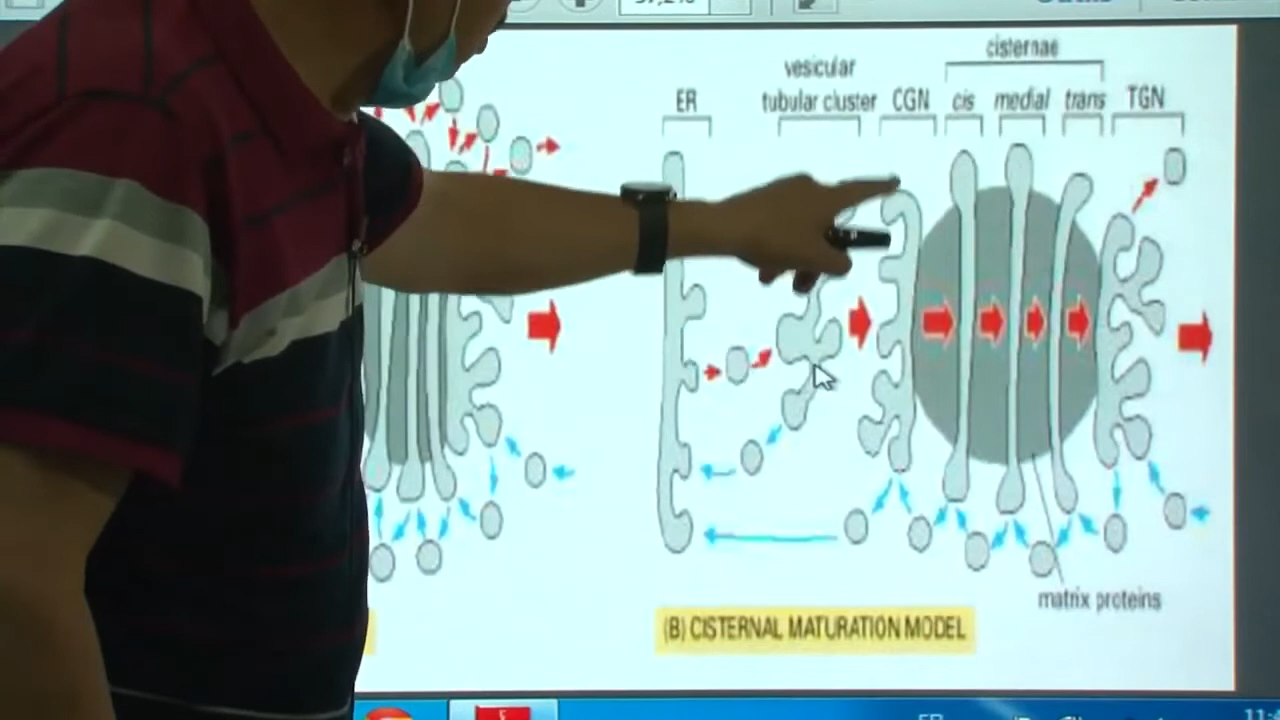 cisternae
vesicular
ER tubular cluster CGN cis medial trans TGN
matrix proteins
(B) CISTERNAL MATURATION MODEL